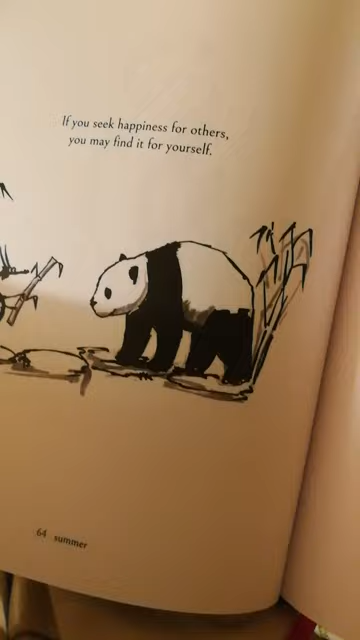 If you seek happiness for others,
you may find it for yourself.
64 summer